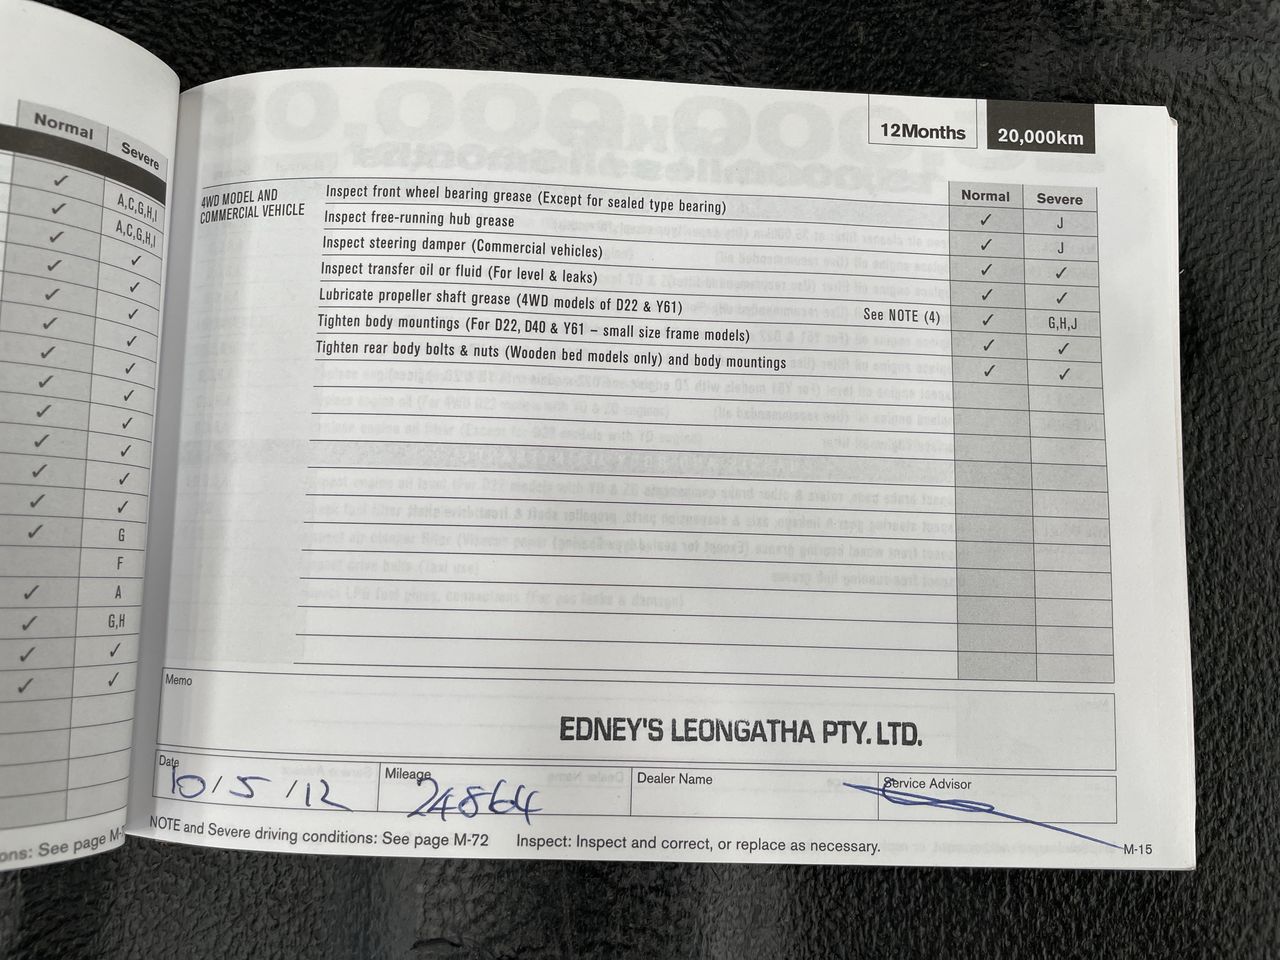 Normal Severe
✓ A,C,G,H,I
✓ A,C,G,H,I
✓ ✓
✓ ✓
✓ ✓
✓ ✓
✓ ✓
✓ ✓
✓ ✓
✓ ✓
✓ ✓
✓ ✓
✓ G
F
✓ A
✓ G,H
✓ ✓
✓ ✓
ons: See page
12Months 20,000km
Normal Severe
4WD MODEL AND
COMMERCIAL VEHICLE
Inspect front wheel bearing grease (Except for sealed type bearing) ✓ J
Inspect free-running hub grease ✓ J
Inspect steering damper (Commercial vehicles) ✓ ✓
Inspect transfer oil or fluid (For level & leaks) ✓ ✓
Lubricate propeller shaft grease (4WD models of D22 & Y61) See NOTE (4) ✓ G,H,J
Tighten body mountings (For D22, D40 & Y61 – small size frame models) ✓ ✓
Tighten rear body bolts & nuts (Wooden bed models only) and body mountings ✓ ✓
Memo
EDNEY'S LEONGATHA PTY. LTD.
Date Mileage Dealer Name Service Advisor
10/5/12 24864
NOTE and Severe driving conditions: See page M-72 Inspect: Inspect and correct, or replace as necessary. M-15